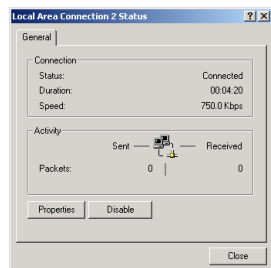 Local Area Connection 2 Status
General
Connection
Status: Connected
Duration: 00:04:20
Speed: 750.0 Kbps
Activity
Sent Received
Packets: 0 0
Properties Disable
Close